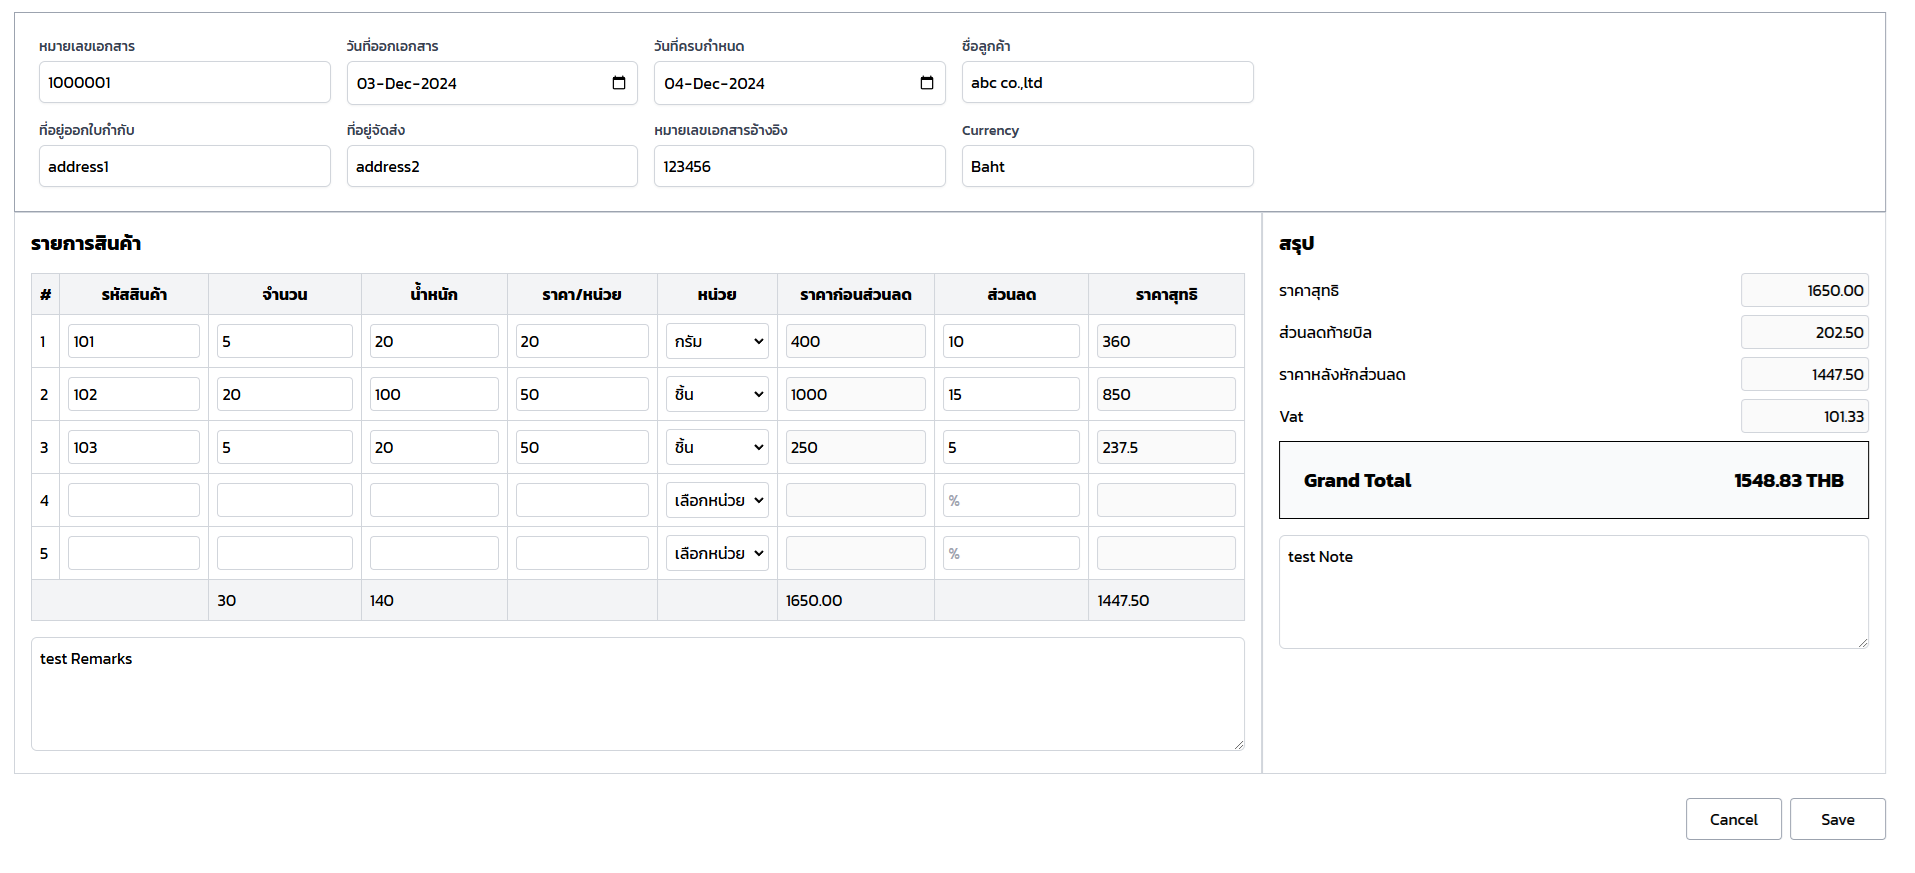 หมายเลขเอกสาร วันที่ออกเอกสาร วันที่ครบกำหนด ชื่อลูกค้า
1000001 03-Dec-2024 04-Dec-2024 abc co.,ltd
ที่อยู่ออกใบกำกับ ที่อยู่จัดส่ง หมายเลขเอกสารอ้างอิง Currency
address1 address2 123456 Baht
รายการสินค้า
# รหัสสินค้า จำนวน น้ำหนัก ราคา/หน่วย หน่วย ราคาก่อนส่วนลด ส่วนลด ราคาสุทธิ
1 101 5 20 20 กรัม 400 10 360
2 102 20 100 50 ชิ้น 1000 15 850
3 103 5 20 50 ชิ้น 250 5 237.5
4 เลือกหน่วย %
5 เลือกหน่วย %
30 140 1650.00 1447.50
test Remarks
สรุป
ราคาสุทธิ 1650.00
ส่วนลดท้ายบิล 202.50
ราคาหลังหักส่วนลด 1447.50
Vat 101.33
Grand Total 1548.83 THB
test Note
Cancel Save